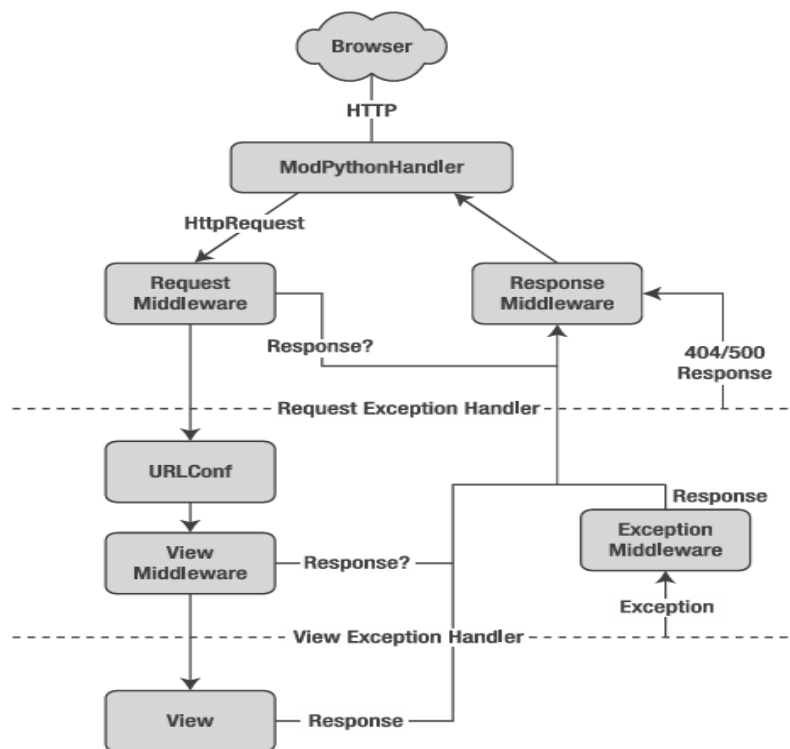 Browser
HTTP
ModPythonHandler
HttpRequest
Request
Middleware
Response
Middleware
Response?
404/500
Response
Request Exception Handler
URLConf
Response
View
Middleware
Response?
Exception
Middleware
Exception
View Exception Handler
View
Response